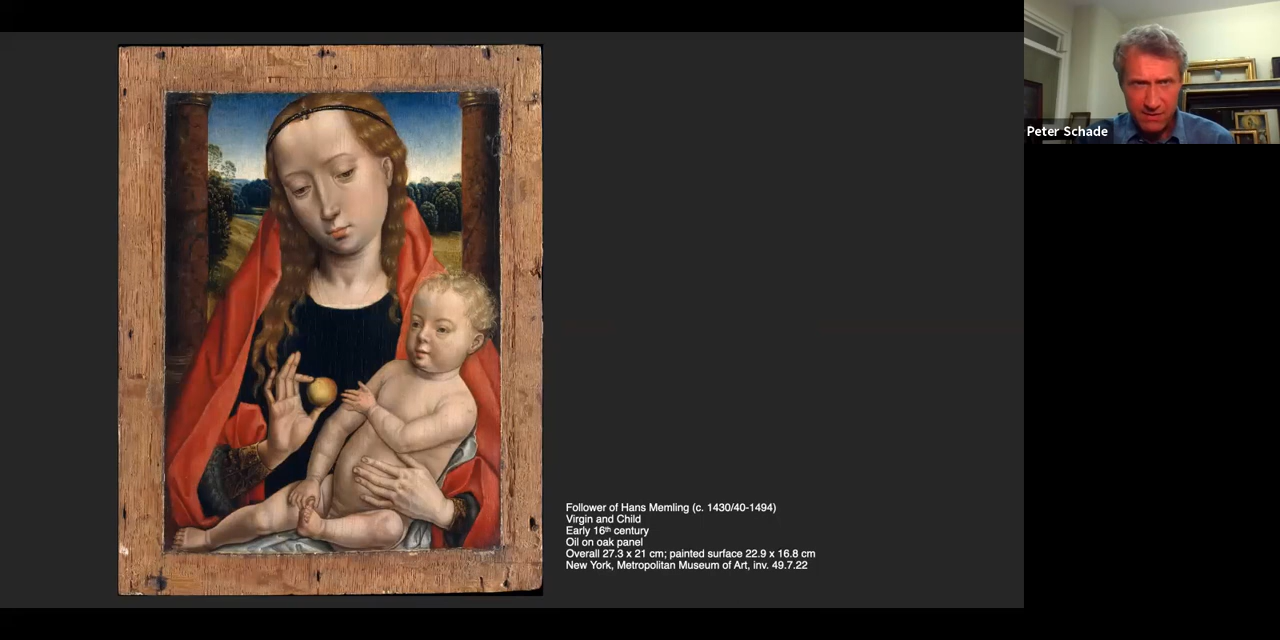 Peter Schade
Follower of Hans Memling (c. 1430/40-1494)
Virgin and Child
Early 16th century
Oil on oak panel
Overall 27.3 x 21 cm; painted surface 22.9 x 16.8 cm
New York, Metropolitan Museum of Art, inv. 49.7.22